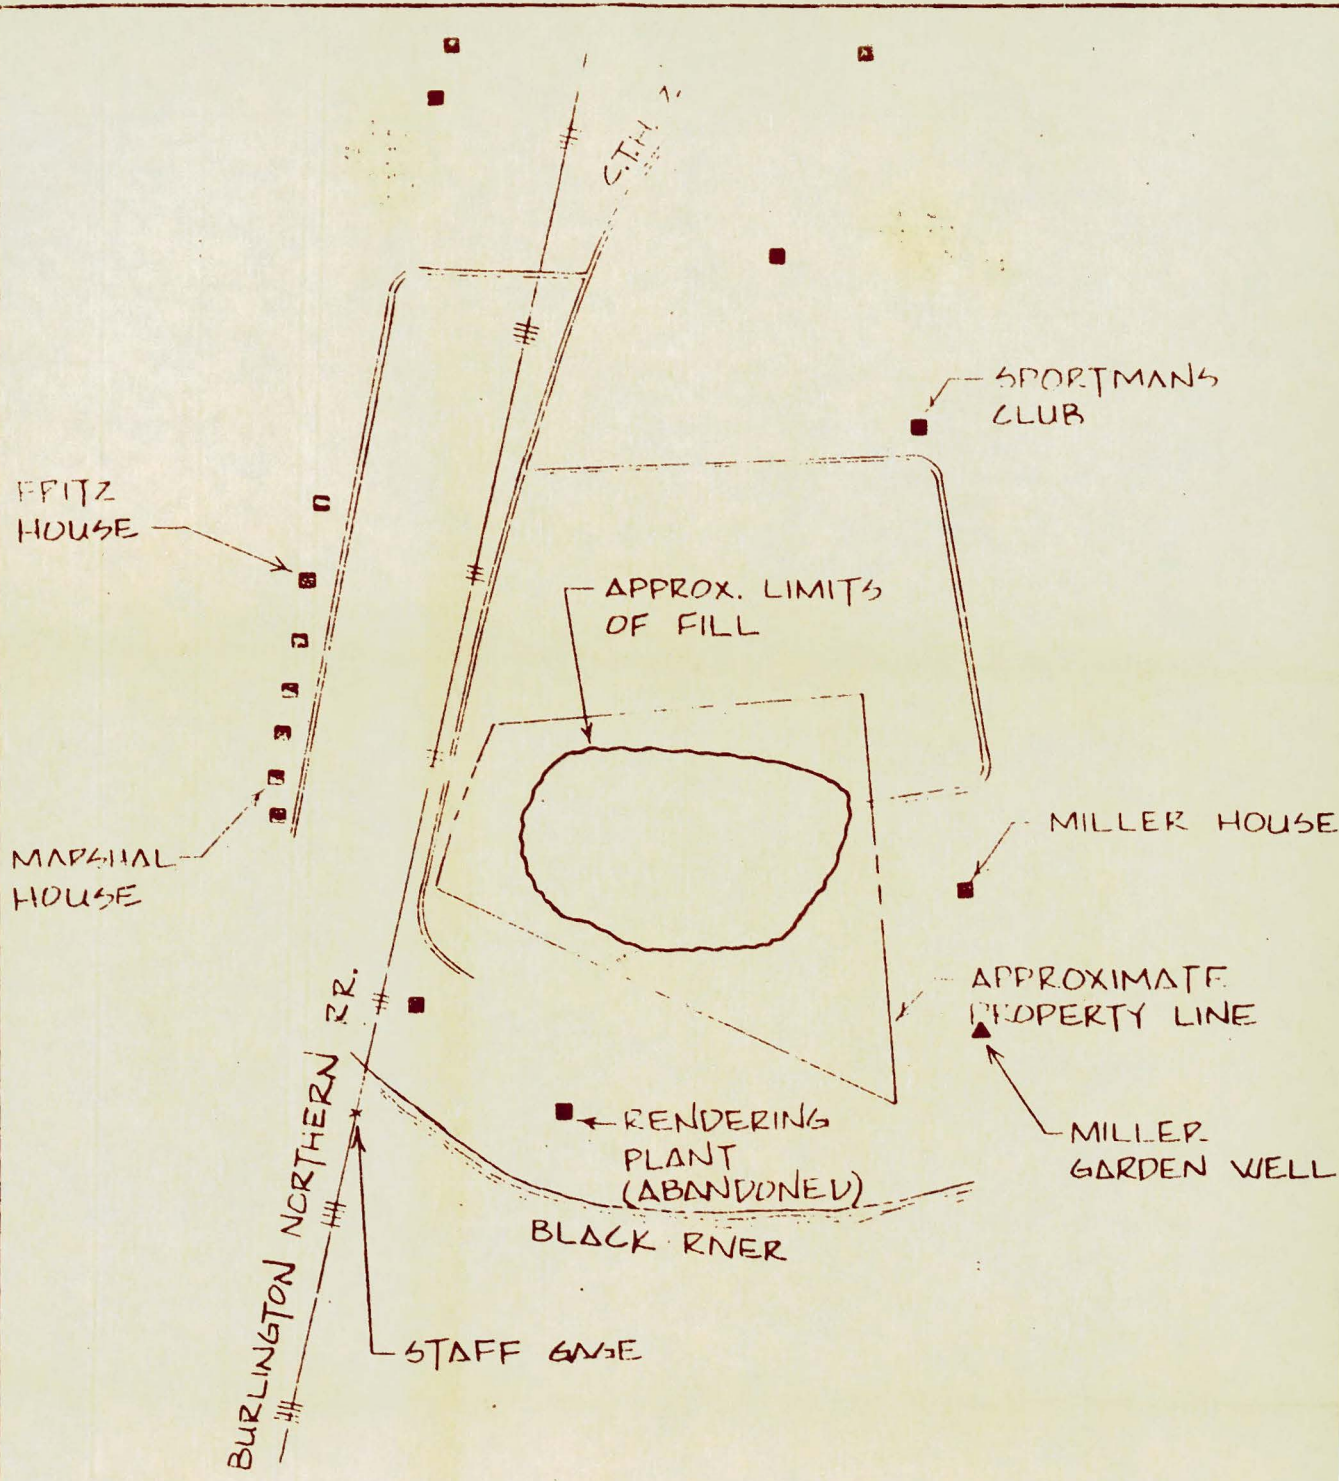 C.T.H.
SPORTMANS
CLUB
FRITZ
HOUSE
APPROX. LIMITS
OF FILL
MILLER HOUSE
MARSHAL
HOUSE
APPROXIMATE
PROPERTY LINE
BURLINGTON NORTHERN RR.
RENDERING
PLANT
(ABANDONED)
MILLER
GARDEN WELL
BLACK RIVER
STAFF GAGE